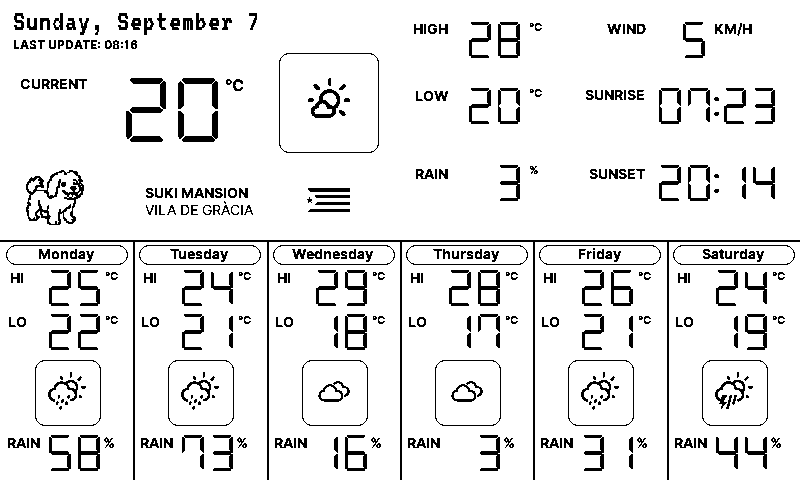 Sunday, September 7
LAST UPDATE: 08:16
CURRENT 20 °C
SUKI MANSION
VILA DE GRÀCIA
HIGH 28 °C
LOW 20 °C
RAIN 3 %
WIND 5 KM/H
SUNRISE 07:23
SUNSET 20:14
Monday
HI 25 °C
LO 22 °C
RAIN 58 %
Tuesday
HI 24 °C
LO 21 °C
RAIN 73 %
Wednesday
HI 29 °C
LO 18 °C
RAIN 16 %
Thursday
HI 28 °C
LO 17 °C
RAIN 3 %
Friday
HI 26 °C
LO 21 °C
RAIN 31 %
Saturday
HI 24 °C
LO 19 °C
RAIN 44 %